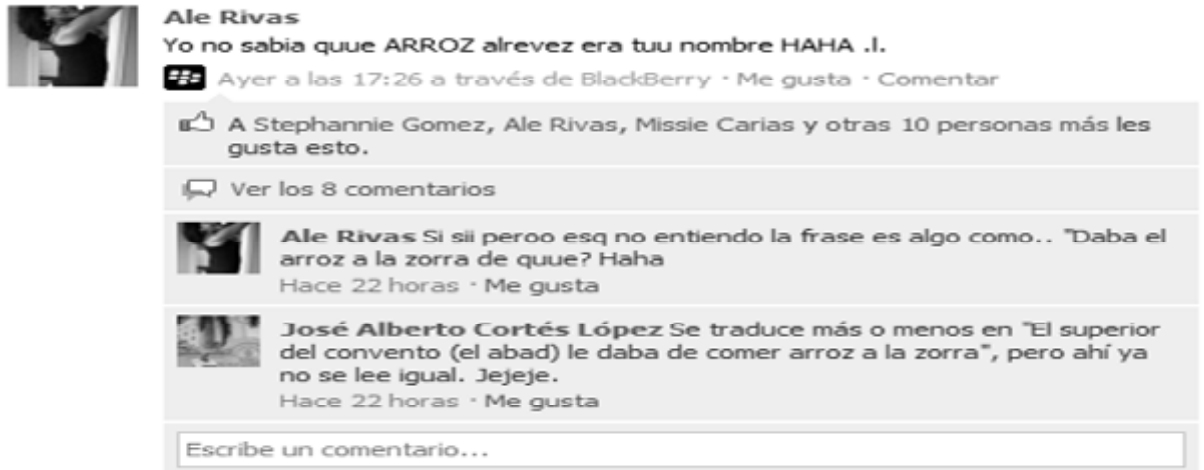 Ale Rivas
Yo no sabia quue ARROZ alrevez era tuu nombre HAHA .l.
Ayer a las 17:26 a través de BlackBerry · Me gusta · Comentar
A Stephannie Gomez, Ale Rivas, Missie Carias y otras 10 personas más les
gusta esto.
Ver los 8 comentarios
Ale Rivas Si sii peroo esq no entiendo la frase es algo como.. "Daba el
arroz a la zorra de quue? Haha
Hace 22 horas · Me gusta
José Alberto Cortés López Se traduce más o menos en "El superior
del convento (el abad) le daba de comer arroz a la zorra", pero ahí ya
no se lee igual. Jejeje.
Hace 22 horas · Me gusta
Escribe un comentario...